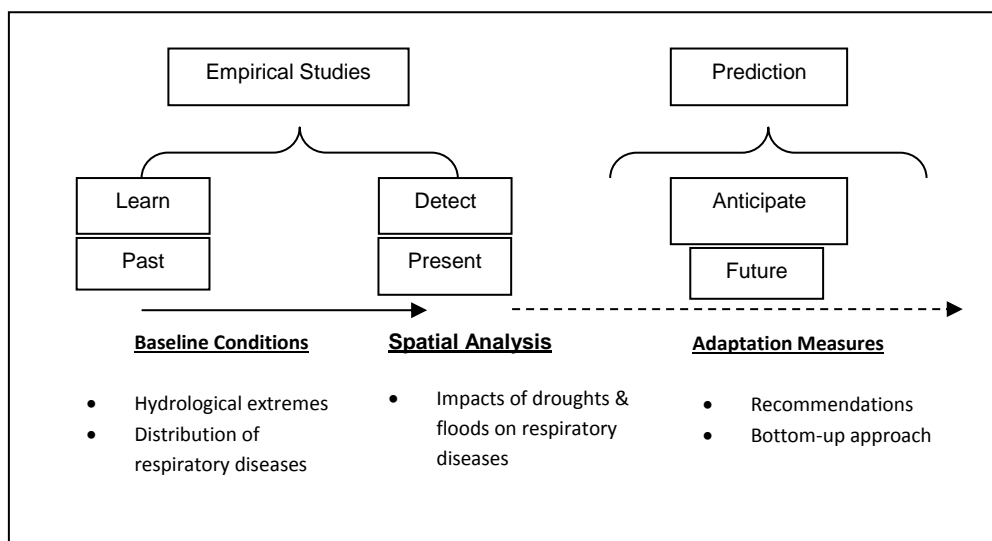 Empirical Studies
Prediction
Learn
Detect
Anticipate
Past
Present
Future
Baseline Conditions
Spatial Analysis
Adaptation Measures
• Hydrological extremes
• Distribution of
respiratory diseases
• Impacts of droughts &
floods on respiratory
diseases
• Recommendations
• Bottom-up approach